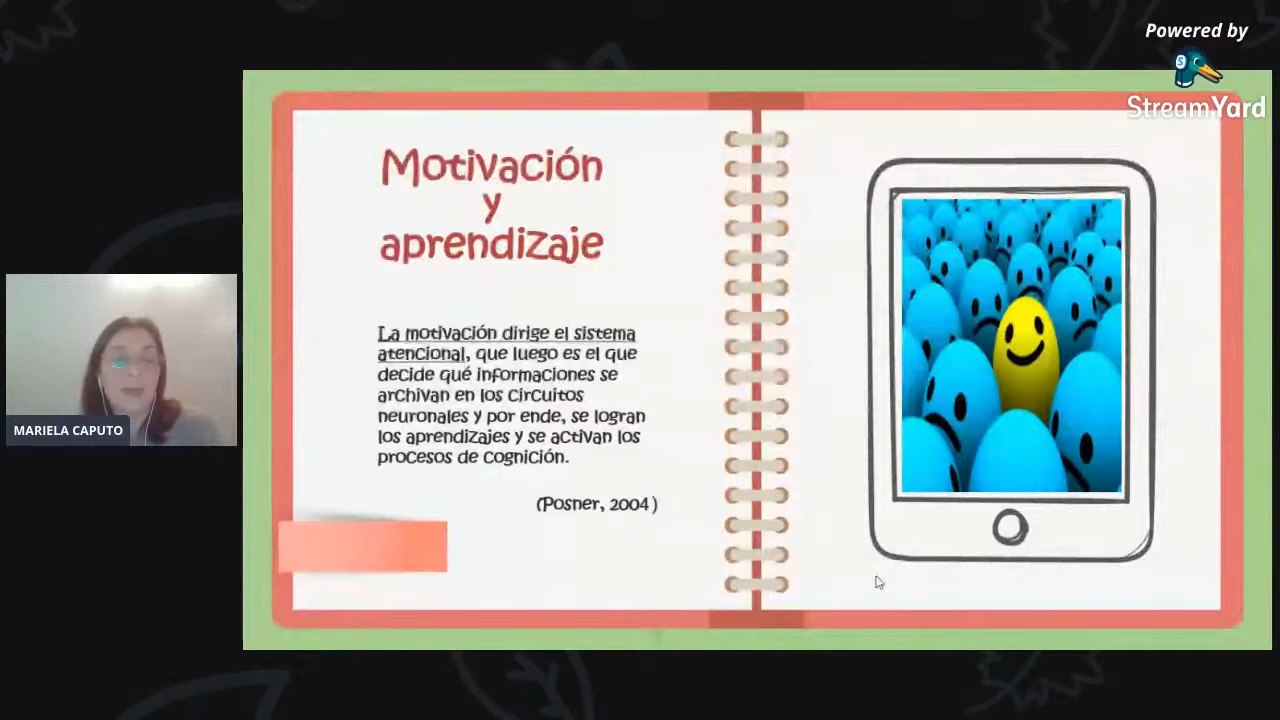 Powered by
StreamYard
Motivación
y
aprendizaje
La motivación dirige el sistema
atencional, que luego es el que
decide qué informaciones se
archivan en los circuitos
neuronales y por ende, se logran
los aprendizajes y se activan los
procesos de cognición.
(Posner, 2004)
MARIELA CAPUTO